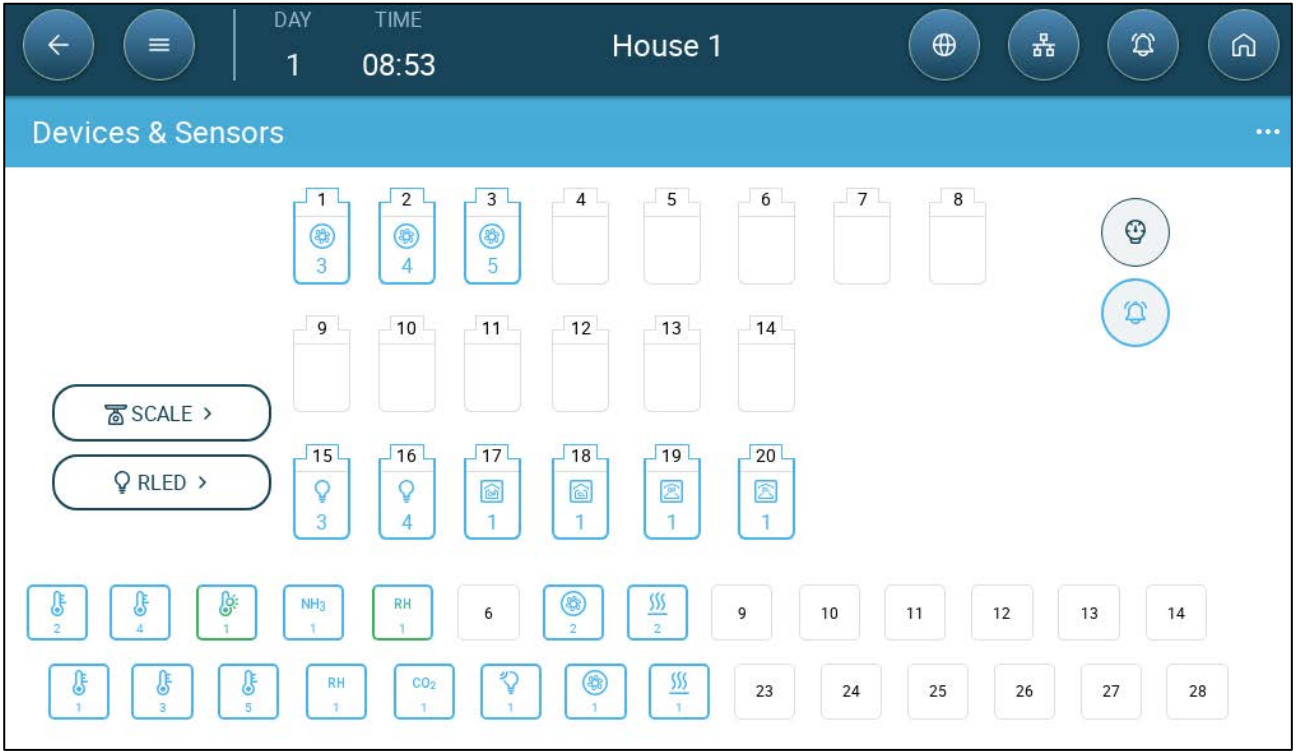 DAY TIME
1 08:53 House 1
Devices & Sensors
1 2 3 4 5 6 7 8
3 4 5
9 10 11 12 13 14
SCALE >
15 16 17 18 19 20
RLED >
3 4 1 1 1 1
NH3 RH 6 9 10 11 12 13 14
2 4 1 1 1 2 2
RH CO2 23 24 25 26 27 28
1 3 5 1 1 1 1 1